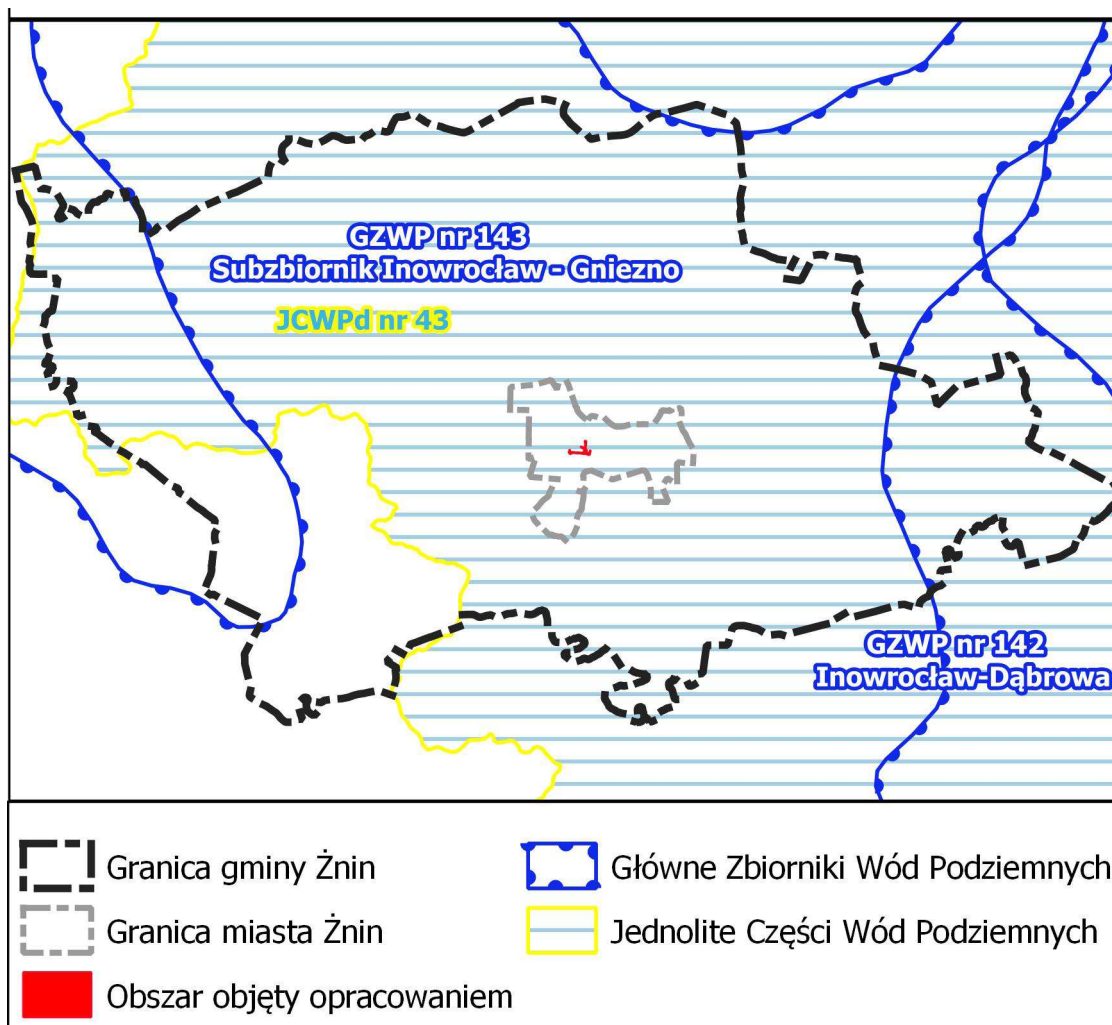 GZWP nr 143
Subzbiornik Inowrocław - Gniezno
JCWPd nr 43
GZWP nr 142
Inowrocław-Dąbrowa
Granica gminy Żnin
Główne Zbiorniki Wód Podziemnych
Granica miasta Żnin
Jednolite Części Wód Podziemnych
Obszar objęty opracowaniem